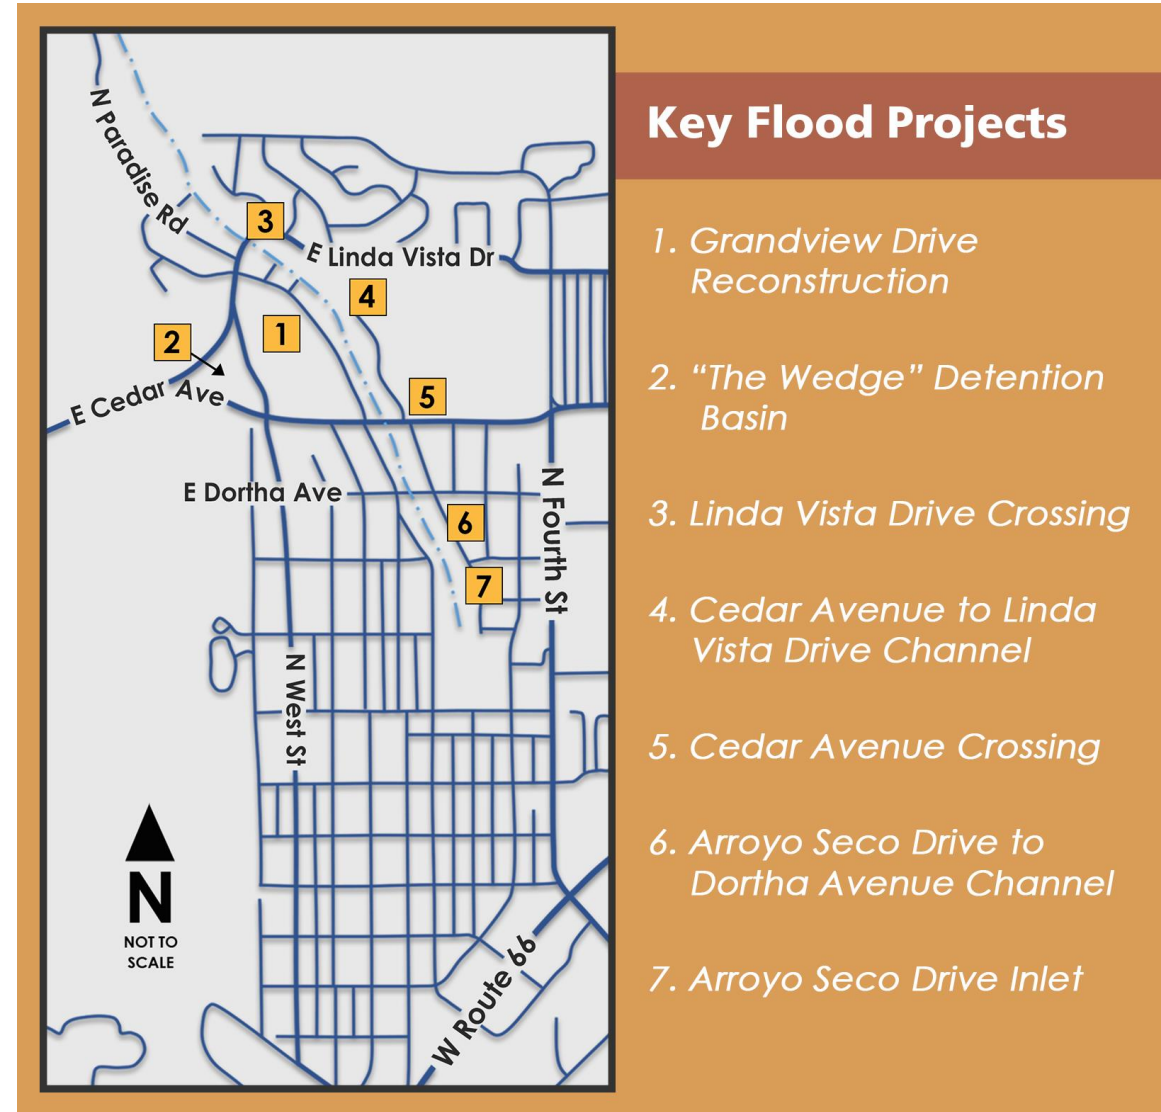 N Paradise Rd
3
E Linda Vista Dr
4
1
2
E Cedar Ave
5
E Dortha Ave
N Fourth St
6
7
N West St
N
NOT TO
SCALE
W Route 66
Key Flood Projects
1. Grandview Drive
Reconstruction
2. “The Wedge” Detention
Basin
3. Linda Vista Drive Crossing
4. Cedar Avenue to Linda
Vista Drive Channel
5. Cedar Avenue Crossing
6. Arroyo Seco Drive to
Dortha Avenue Channel
7. Arroyo Seco Drive Inlet